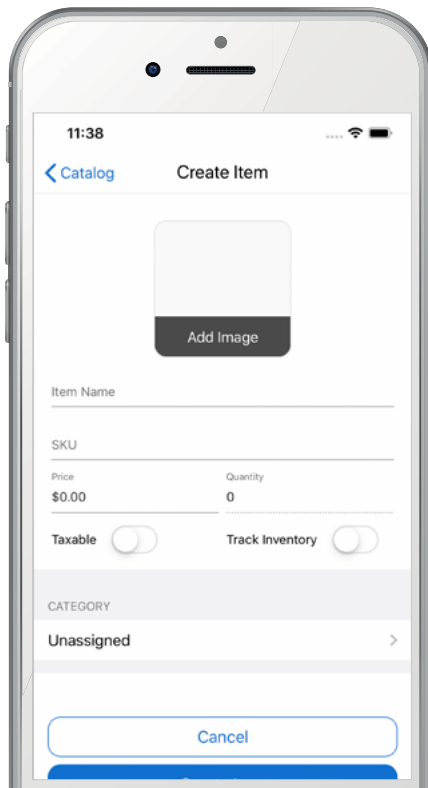 11:38
Catalog Create Item
Add Image
Item Name
SKU
Price Quantity
$0.00 0
Taxable Track Inventory
CATEGORY
Unassigned
Cancel